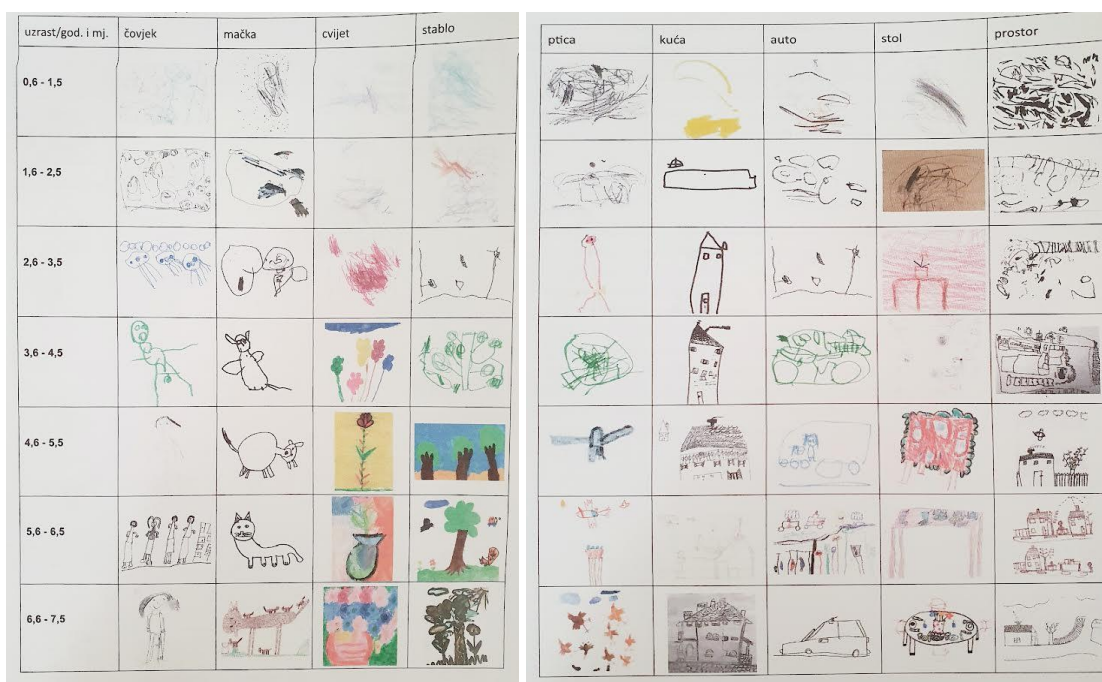 uzrast/god. i mj. čovjek mačka cvijet stablo
0,6 - 1,5
1,6 - 2,5
2,6 - 3,5
3,6 - 4,5
4,6 - 5,5
5,6 - 6,5
6,6 - 7,5
ptica kuća auto stol prostor